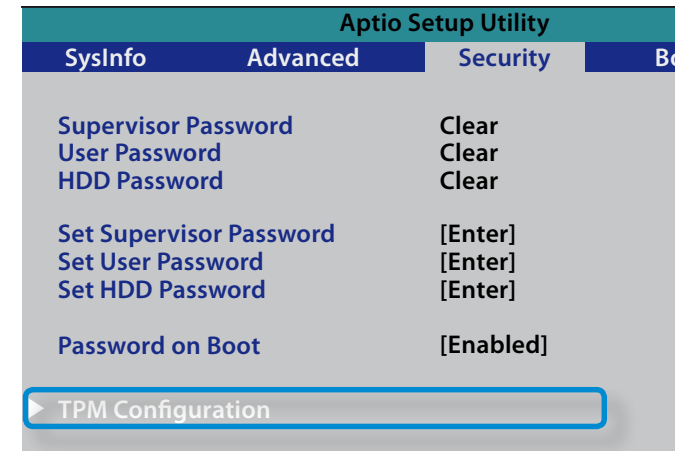 Aptio Setup Utility
SysInfo Advanced Security
Supervisor Password Clear
User Password Clear
HDD Password Clear
Set Supervisor Password [Enter]
Set User Password [Enter]
Set HDD Password [Enter]
Password on Boot [Enabled]
TPM Configuration